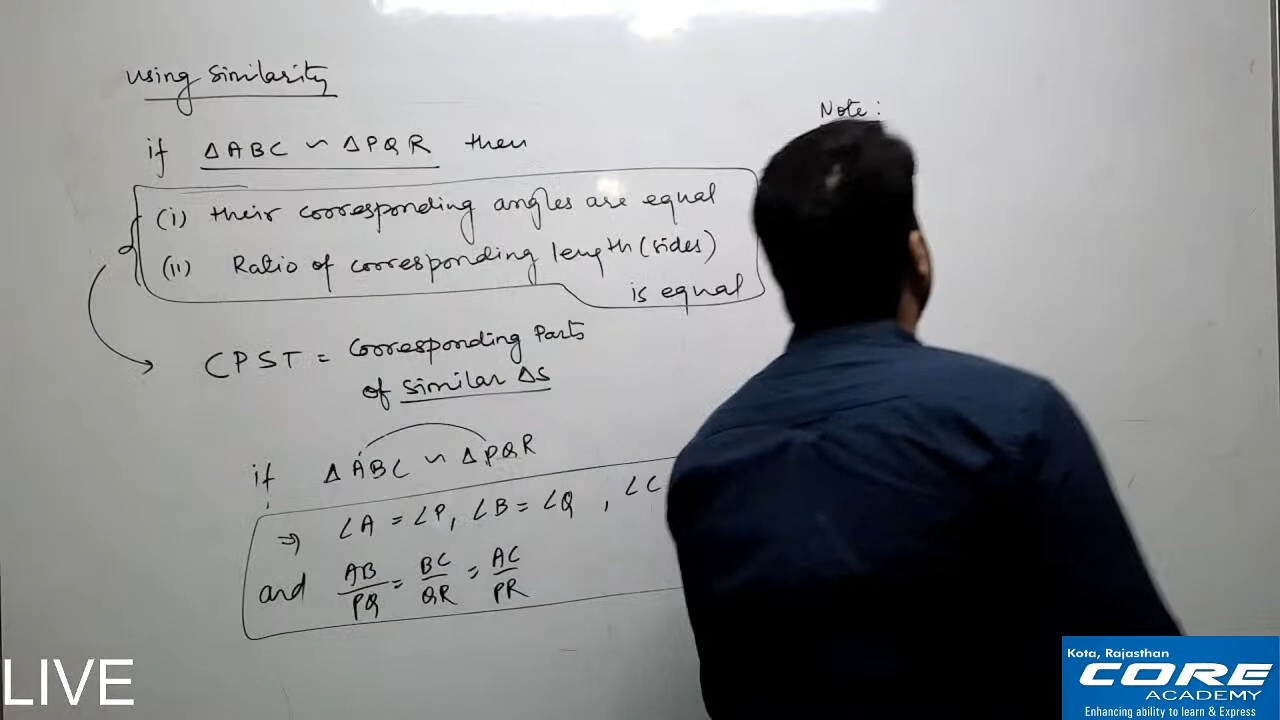 Using Similarity
if △ABC ~ △PQR then
(i) their corresponding angles are equal
(ii) Ratio of corresponding length (sides)
is equal
CPST = Corresponding Parts
of Similar △s
if △ABC ~ △PQR
⇒ ∠A = ∠P, ∠B = ∠Q, ∠C
and AB/PQ = BC/QR = AC/PR
Note:
LIVE
Kota, Rajasthan
CORE
ACADEMY
Enhancing ability to learn & Express